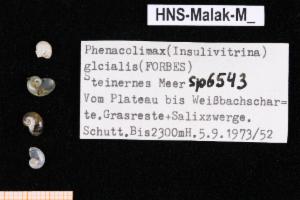 HNS-Malak-M_
Phenacolimax(Insulivitrina)
glcialis(FORBES)
Steinernes Meer sp6543
Vom Plateau bis Weißbachschar=
te.Grasreste+Salixzwerge.
Schutt.Bis2300mH.5.9.1973/52